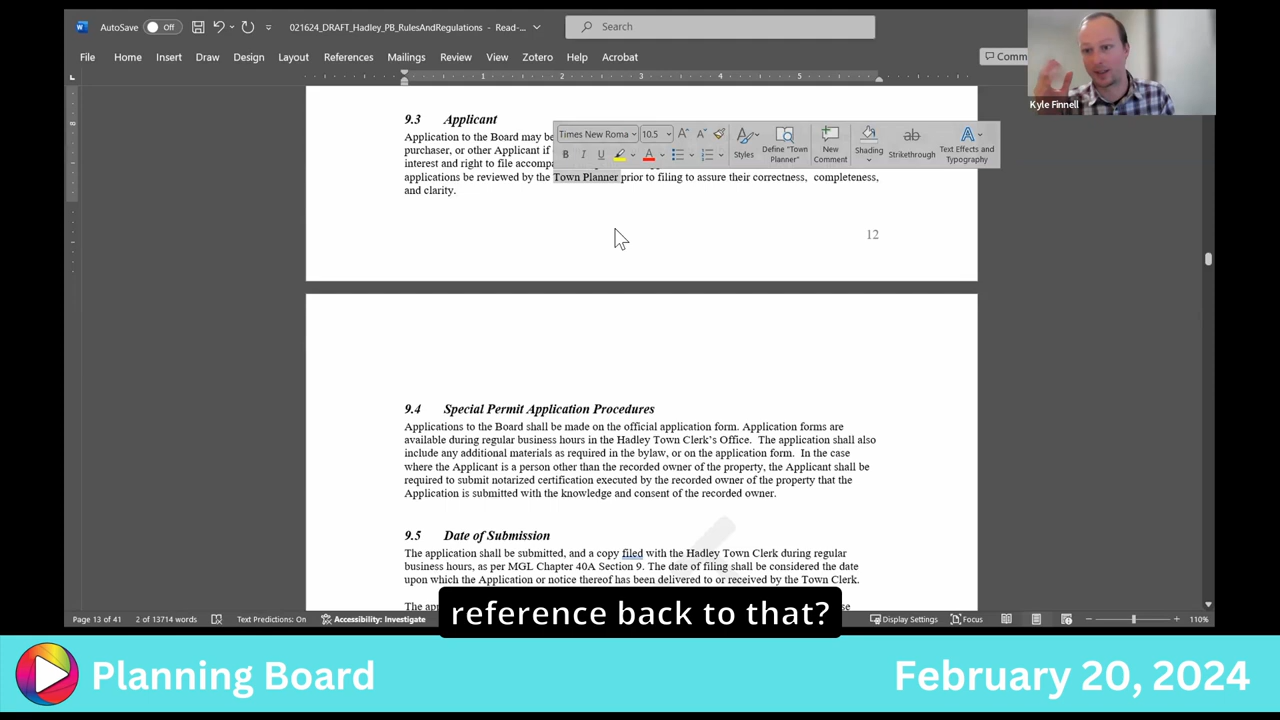 AutoSave
Off
021624_DRAFT_Hadley_PB_RulesAndRegulations - Read-...
Search
File
Home
Insert
Draw
Design
Layout
References
Mailings
Review
View
Zotero
Help
Acrobat
Comm
Kyle Finnell
1
2
3
4
5
9.3 Applicant
Application to the Board may be
purchaser, or other Applicant if
interest and right to file accompa
applications be reviewed by the Town Planner prior to filing to assure their correctness, completeness,
and clarity.
Times New Roma
10.5
Styles
Define "Town Planner"
New Comment
Shading
Strikethrough
Text Effects and Typography
12
9.4 Special Permit Application Procedures
Applications to the Board shall be made on the official application form. Application forms are
available during regular business hours in the Hadley Town Clerk's Office. The application shall also
include any additional materials as required in the bylaw, or on the application form. In the case
where the Applicant is a person other than the recorded owner of the property, the Applicant shall be
required to submit notarized certification executed by the recorded owner of the property that the
Application is submitted with the knowledge and consent of the recorded owner.
9.5 Date of Submission
The application shall be submitted, and a copy filed with the Hadley Town Clerk during regular
business hours, as per MGL Chapter 40A Section 9. The date of filing shall be considered the date
upon which the Application or notice thereof has been delivered to or received by the Town Clerk.
reference back to that?
Page 13 of 41
2 of 13714 words
Text Predictions: On
Accessibility: Investigate
Display Settings
Focus
110%
Planning Board
February 20, 2024